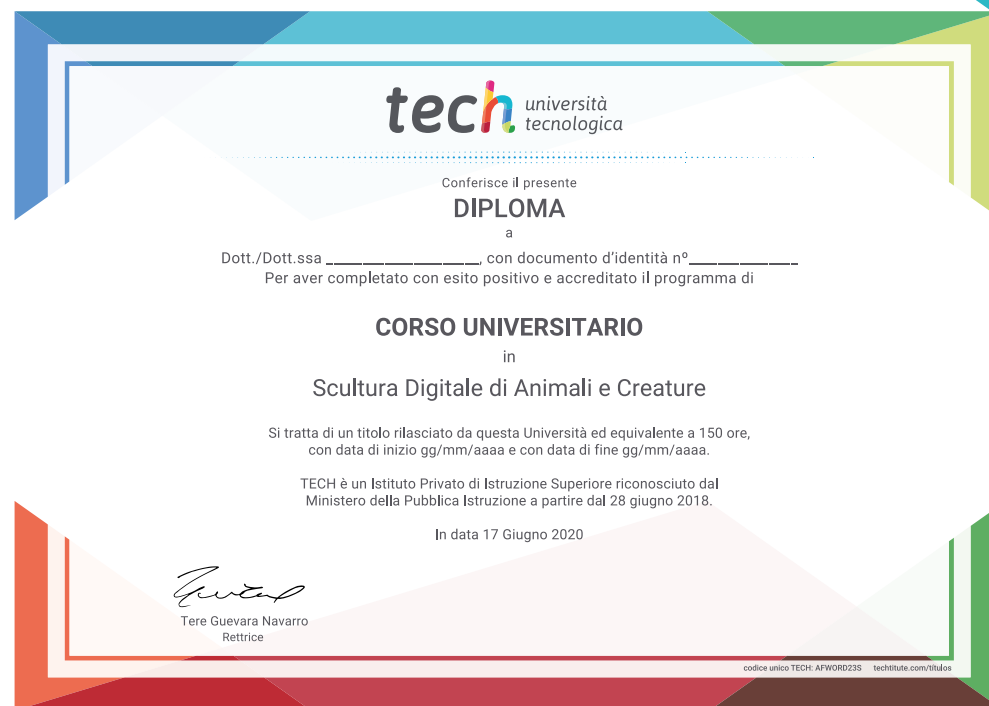 tech università
tecnologica
Conferisce il presente
DIPLOMA
a
Dott./Dott.ssa ____________________, con documento d'identità nº______________
Per aver completato con esito positivo e accreditato il programma di
CORSO UNIVERSITARIO
in
Scultura Digitale di Animali e Creature
Si tratta di un titolo rilasciato da questa Università ed equivalente a 150 ore,
con data di inizio gg/mm/aaaa e con data di fine gg/mm/aaaa.
TECH è un Istituto Privato di Istruzione Superiore riconosciuto dal
Ministero della Pubblica Istruzione a partire dal 28 giugno 2018.
In data 17 Giugno 2020
Tere Guevara Navarro
Rettrice
codice unico TECH: AFWORD23S techtitute.com/titulos